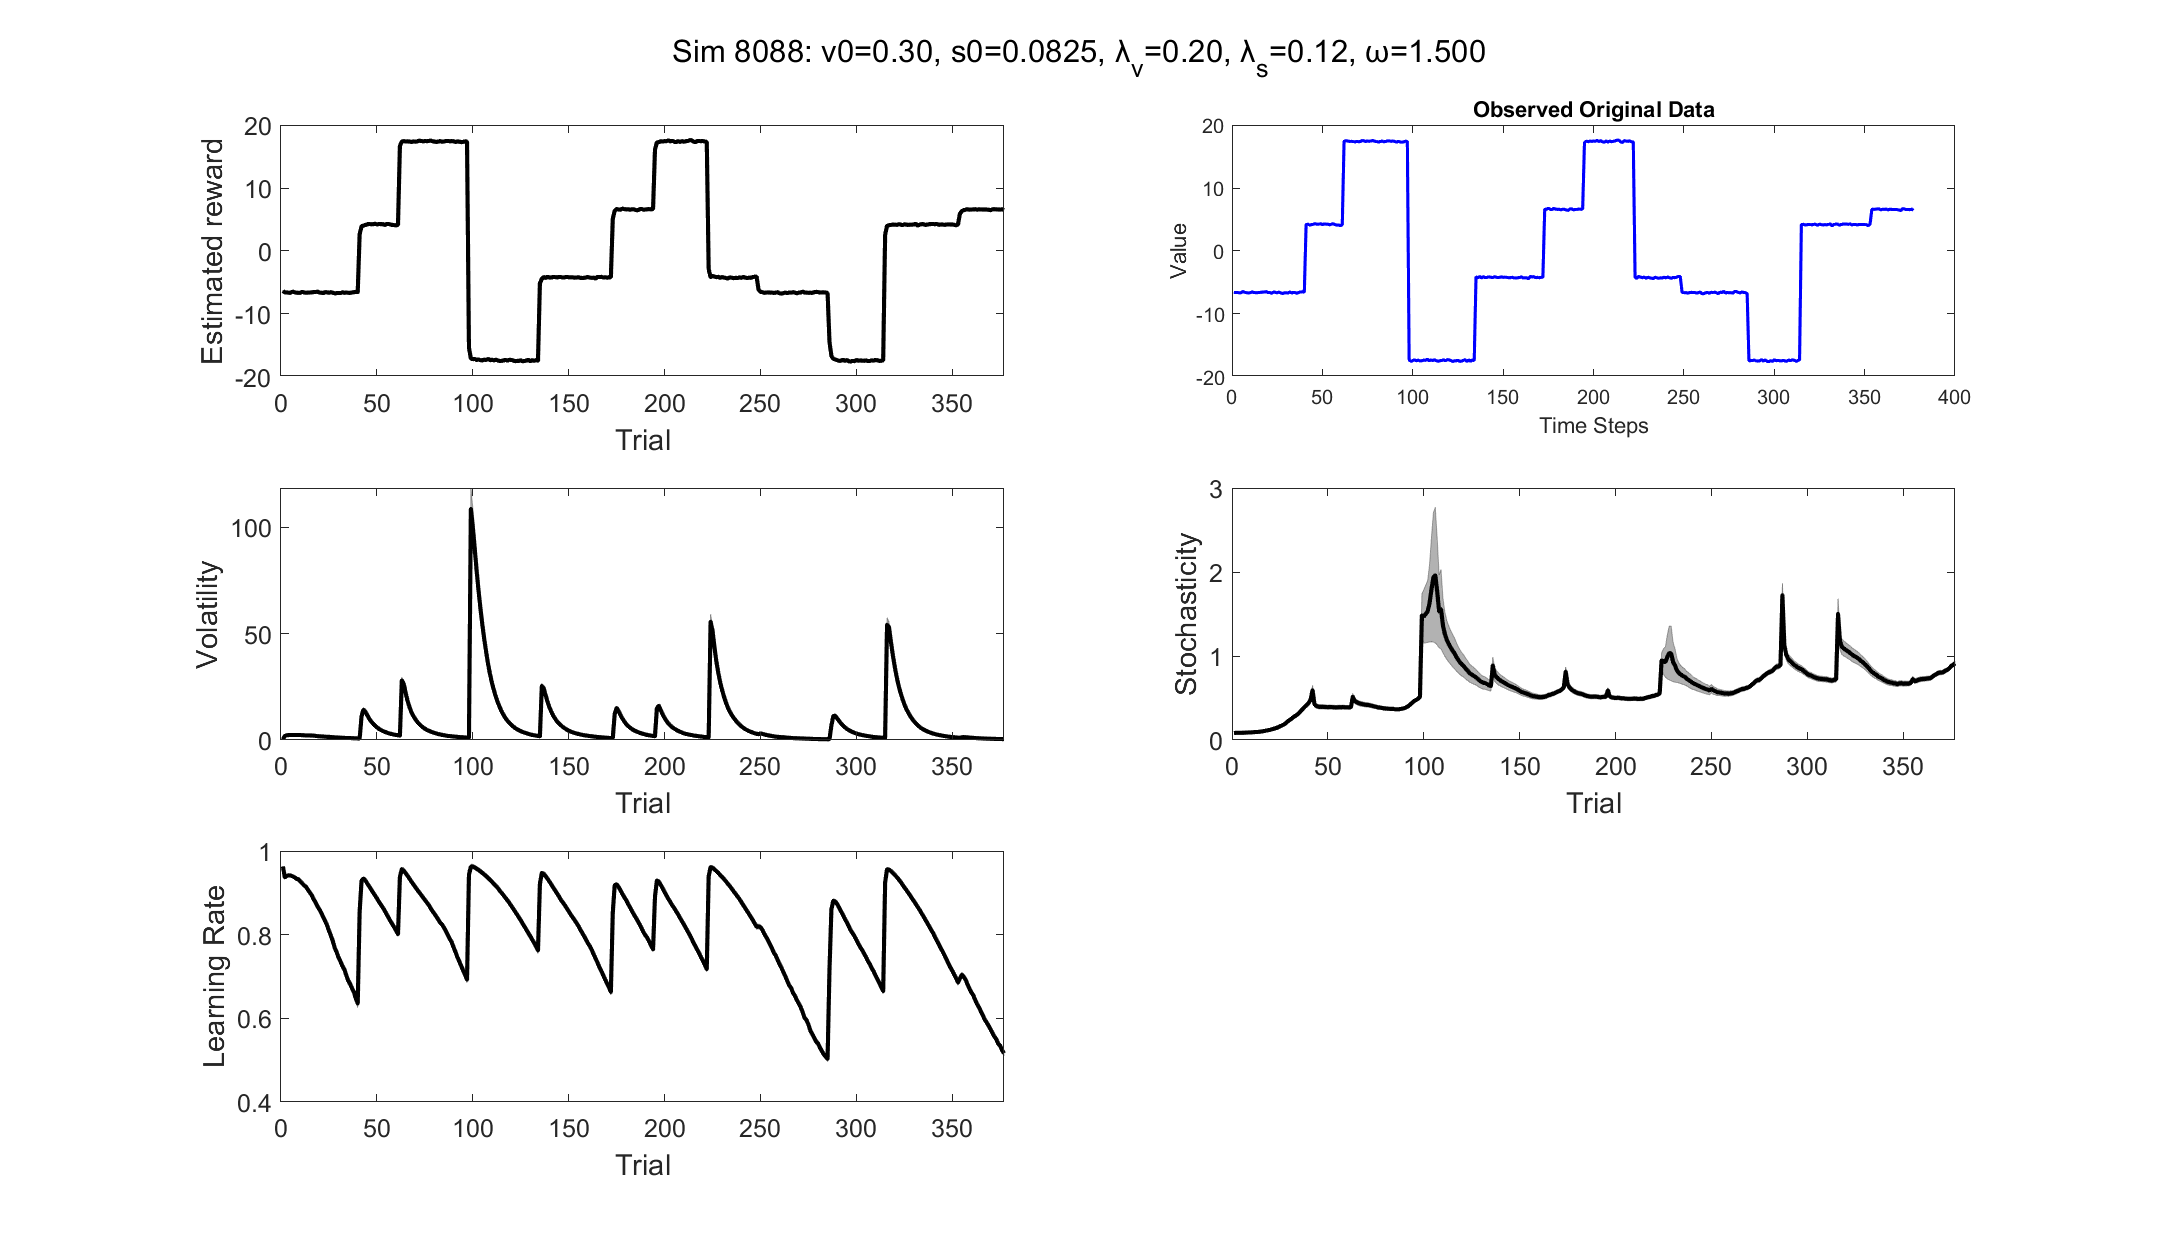 Sim 8088: v0=0.30, s0=0.0825, λ_v=0.20, λ_s=0.12, ω=1.500
20
10
0
-10
-20
Estimated reward
0 50 100 150 200 250 300 350
Trial
Observed Original Data
20
10
0
-10
-20
Value
0 50 100 150 200 250 300 350 400
Time Steps
100
50
0
Volatility
0 50 100 150 200 250 300 350
Trial
3
2
1
0
Stochasticity
0 50 100 150 200 250 300 350
Trial
1
0.8
0.6
0.4
Learning Rate
0 50 100 150 200 250 300 350
Trial